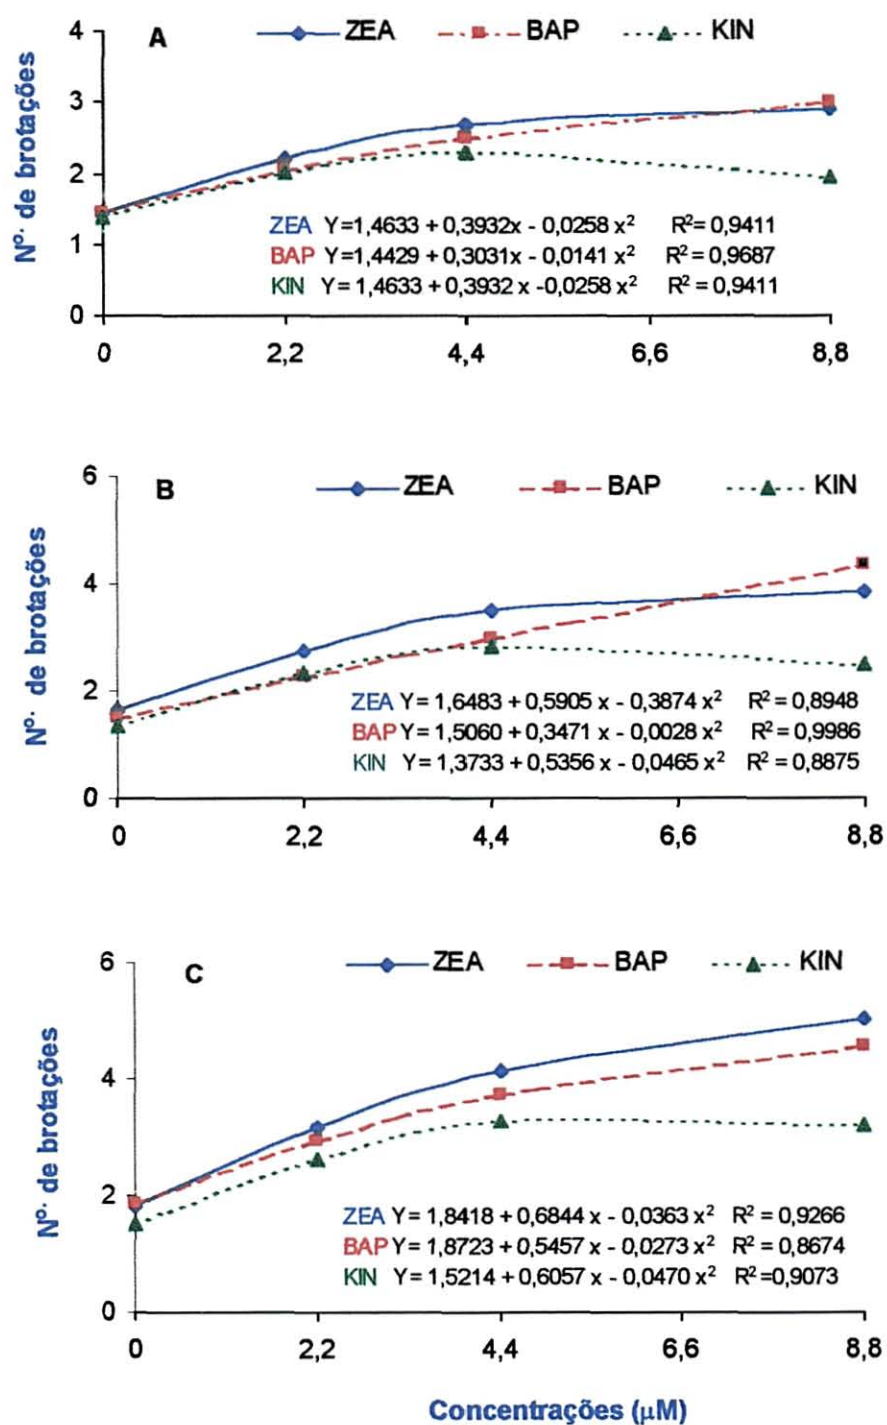 A ZEA BAP KIN
4
3
2
1
0
Nº. de brotações
ZEA Y=1,4633 + 0,3932x - 0,0258 x² R²= 0,9411
BAP Y=1,4429 + 0,3031x - 0,0141 x² R²= 0,9687
KIN Y= 1,4633 + 0,3932 x -0,0258 x² R² = 0,9411
0 2,2 4,4 6,6 8,8
B ZEA BAP KIN
6
4
2
0
Nº. de brotações
ZEA Y= 1,6483 + 0,5905 x - 0,3874 x² R² = 0,8948
BAP Y= 1,5060 + 0,3471 x - 0,0028 x² R² = 0,9986
KIN Y= 1,3733 + 0,5356 x - 0,0465 x² R² = 0,8875
0 2,2 4,4 6,6 8,8
C ZEA BAP KIN
6
4
2
0
Nº. de brotações
ZEA Y = 1,8418 + 0,6844 x - 0,0363 x² R² = 0,9266
BAP Y = 1,8723 + 0,5457 x - 0,0273 x² R² = 0,8674
KIN Y = 1,5214 + 0,6057 x - 0,0470 x² R² =0,9073
0 2,2 4,4 6,6 8,8
Concentrações (µM)